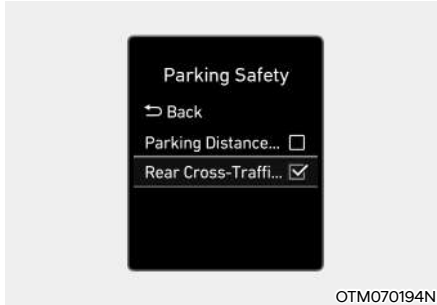 Parking Safety
Back
Parking Distance...
Rear Cross-Traffi...
OTM070194N